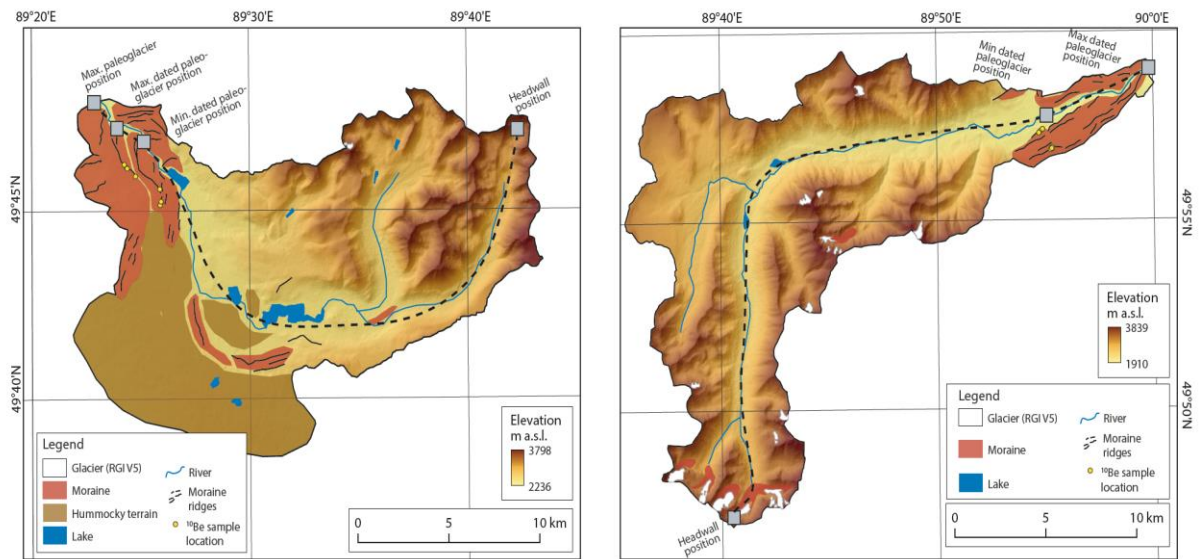 89°20'E
89°30'E
89°40'E
Max. paleoglacier
position
Max. dated paleo-
glacier position
Min. dated paleo-
glacier position
Headwall
position
49°45'N
49°40'N
Legend
Glacier (RGI V5)
Moraine
Hummocky terrain
Lake
River
Moraine
ridges
¹⁰Be sample
location
Elevation
m a.s.l.
3798
2236
0 5 10 km
89°40'E
89°50'E
90°0'E
Min dated
paleoglacier
position
Max dated
paleoglacier
position
49°55'N
49°50'N
Elevation
m a.s.l.
3839
1910
Legend
Glacier (RGI V5)
Moraine
Lake
River
Moraine
ridges
¹⁰Be sample
location
Headwall
position
0 5 10 km